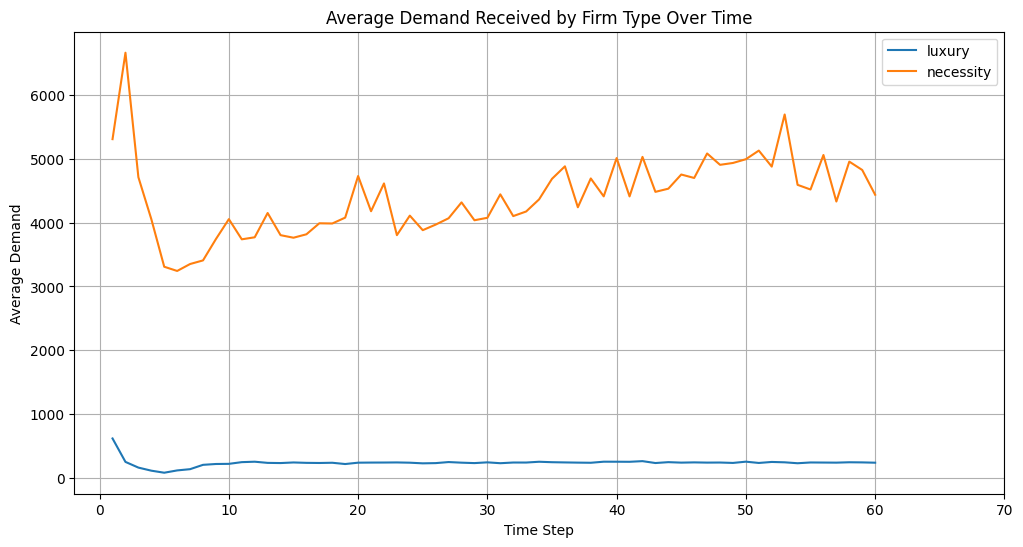 Average Demand Received by Firm Type Over Time
luxury
necessity
6000
5000
4000
3000
2000
1000
0
Average Demand
0 10 20 30 40 50 60 70
Time Step